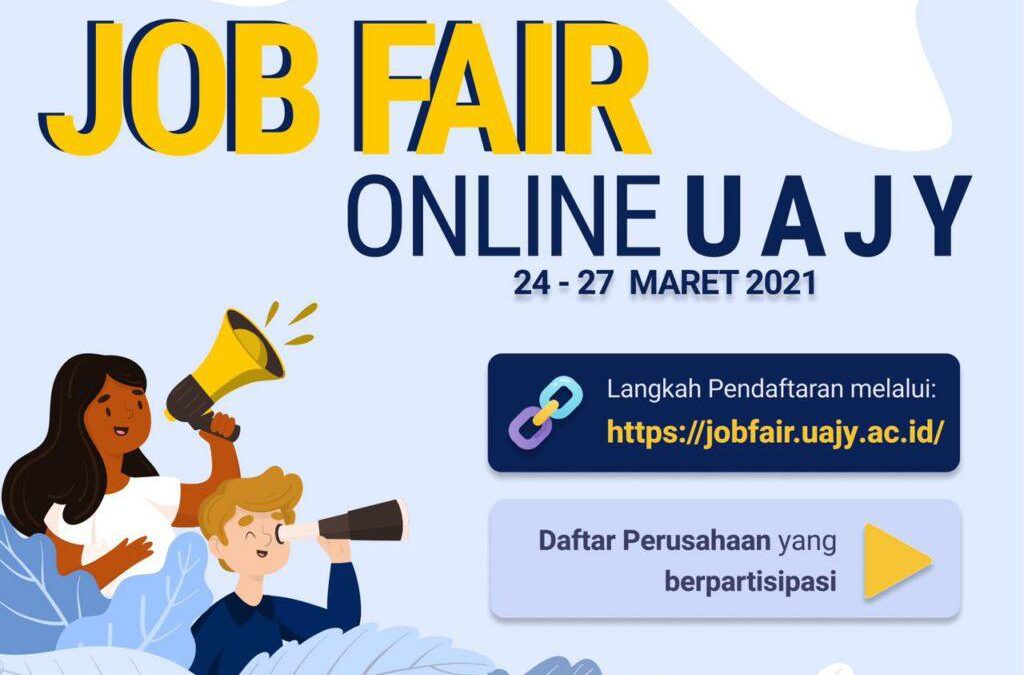 JOB FAIR
ONLINE UAJY
24 - 27 MARET 2021
Langkah Pendaftaran melalui:
https://jobfair.uajy.ac.id/
Daftar Perusahaan yang
berpartisipasi